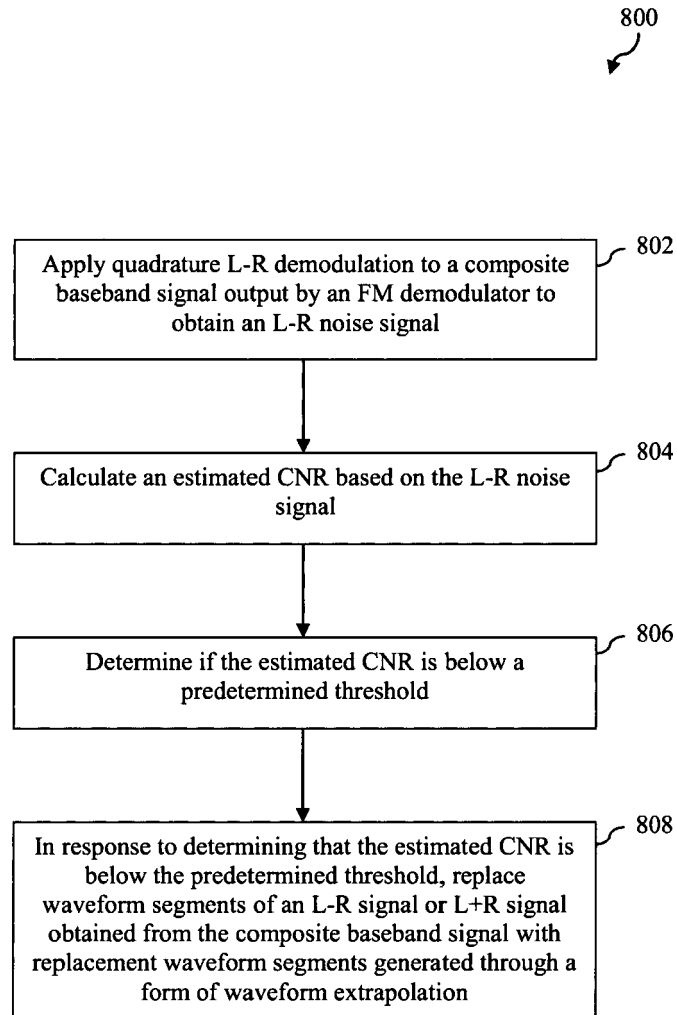 800
802
Apply quadrature L-R demodulation to a composite
baseband signal output by an FM demodulator to
obtain an L-R noise signal
804
Calculate an estimated CNR based on the L-R noise
signal
806
Determine if the estimated CNR is below a
predetermined threshold
808
In response to determining that the estimated CNR is
below the predetermined threshold, replace
waveform segments of an L-R signal or L+R signal
obtained from the composite baseband signal with
replacement waveform segments generated through a
form of waveform extrapolation